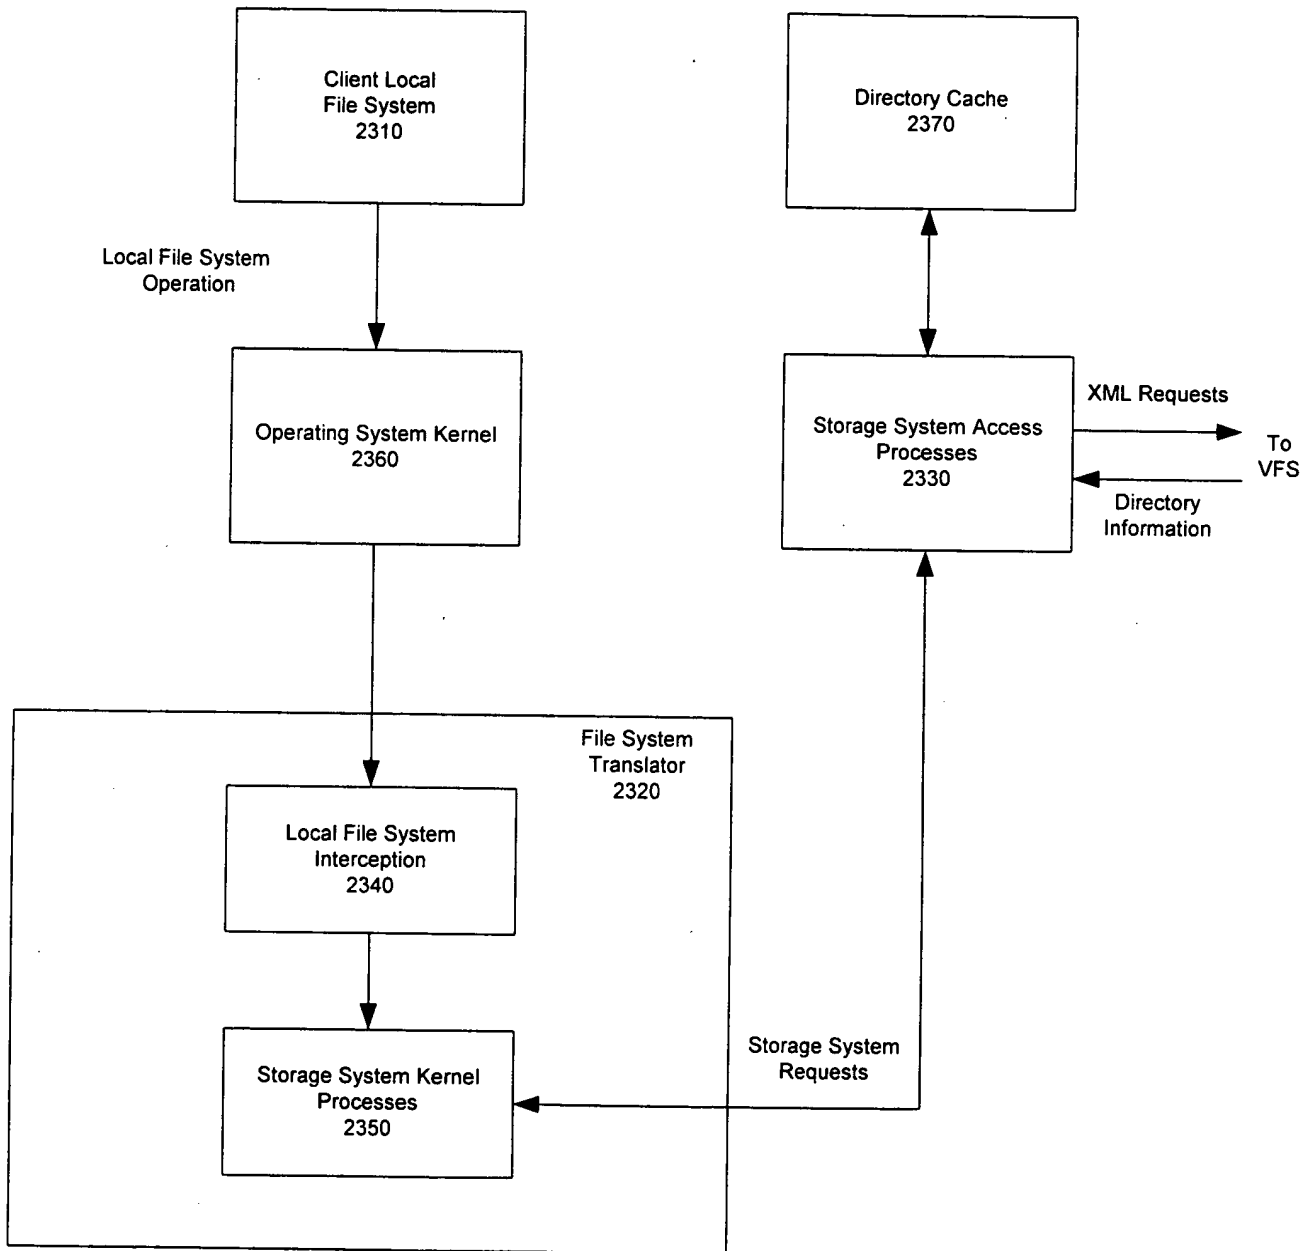 Client Local
File System
2310
Directory Cache
2370
Local File System
Operation
Operating System Kernel
2360
Storage System Access
Processes
2330
XML Requests
To
VFS
Directory
Information
File System
Translator
2320
Local File System
Interception
2340
Storage System Kernel
Processes
2350
Storage System
Requests